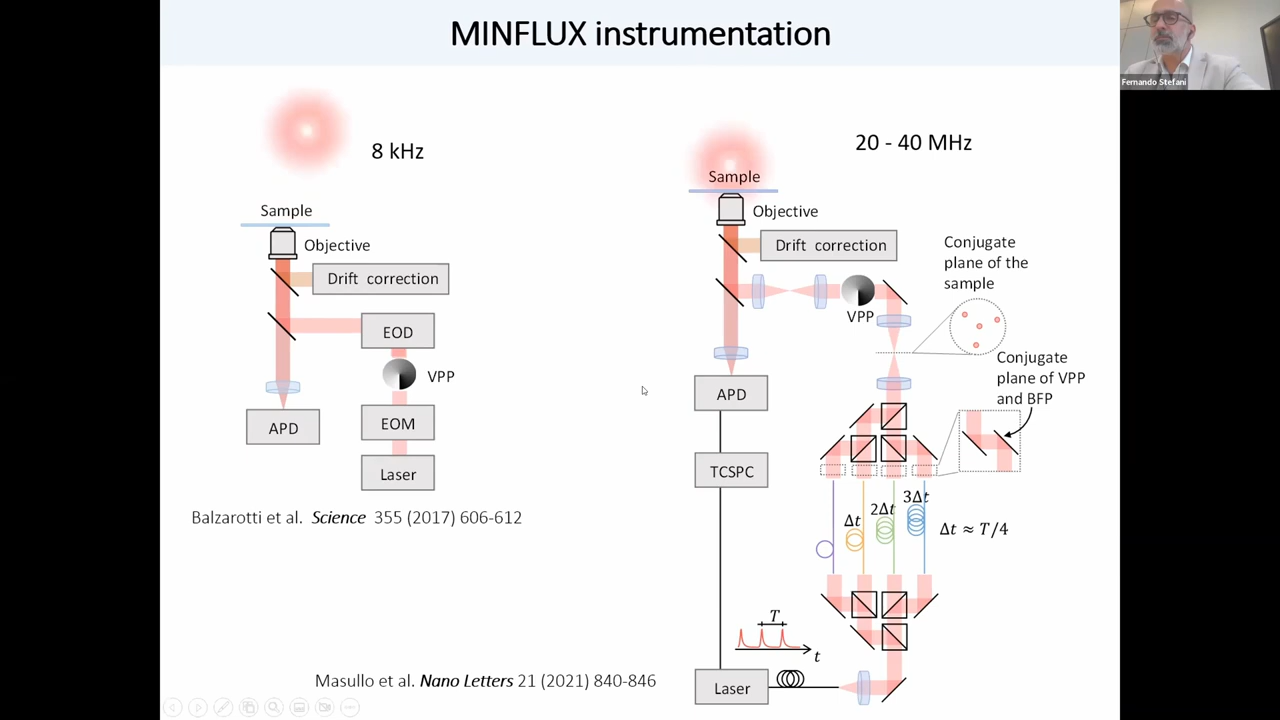 MINFLUX instrumentation
Fernando Stefani
8 kHz
Sample
Objective
Drift correction
EOD
VPP
EOM
APD
Laser
Balzarotti et al. Science 355 (2017) 606-612
20 - 40 MHz
Sample
Objective
Drift correction
VPP
Conjugate
plane of the
sample
Conjugate
plane of VPP
and BFP
APD
TCSPC
Δt
2Δt
3Δt
Δt ≈ T/4
T
t
Laser
Masullo et al. Nano Letters 21 (2021) 840-846